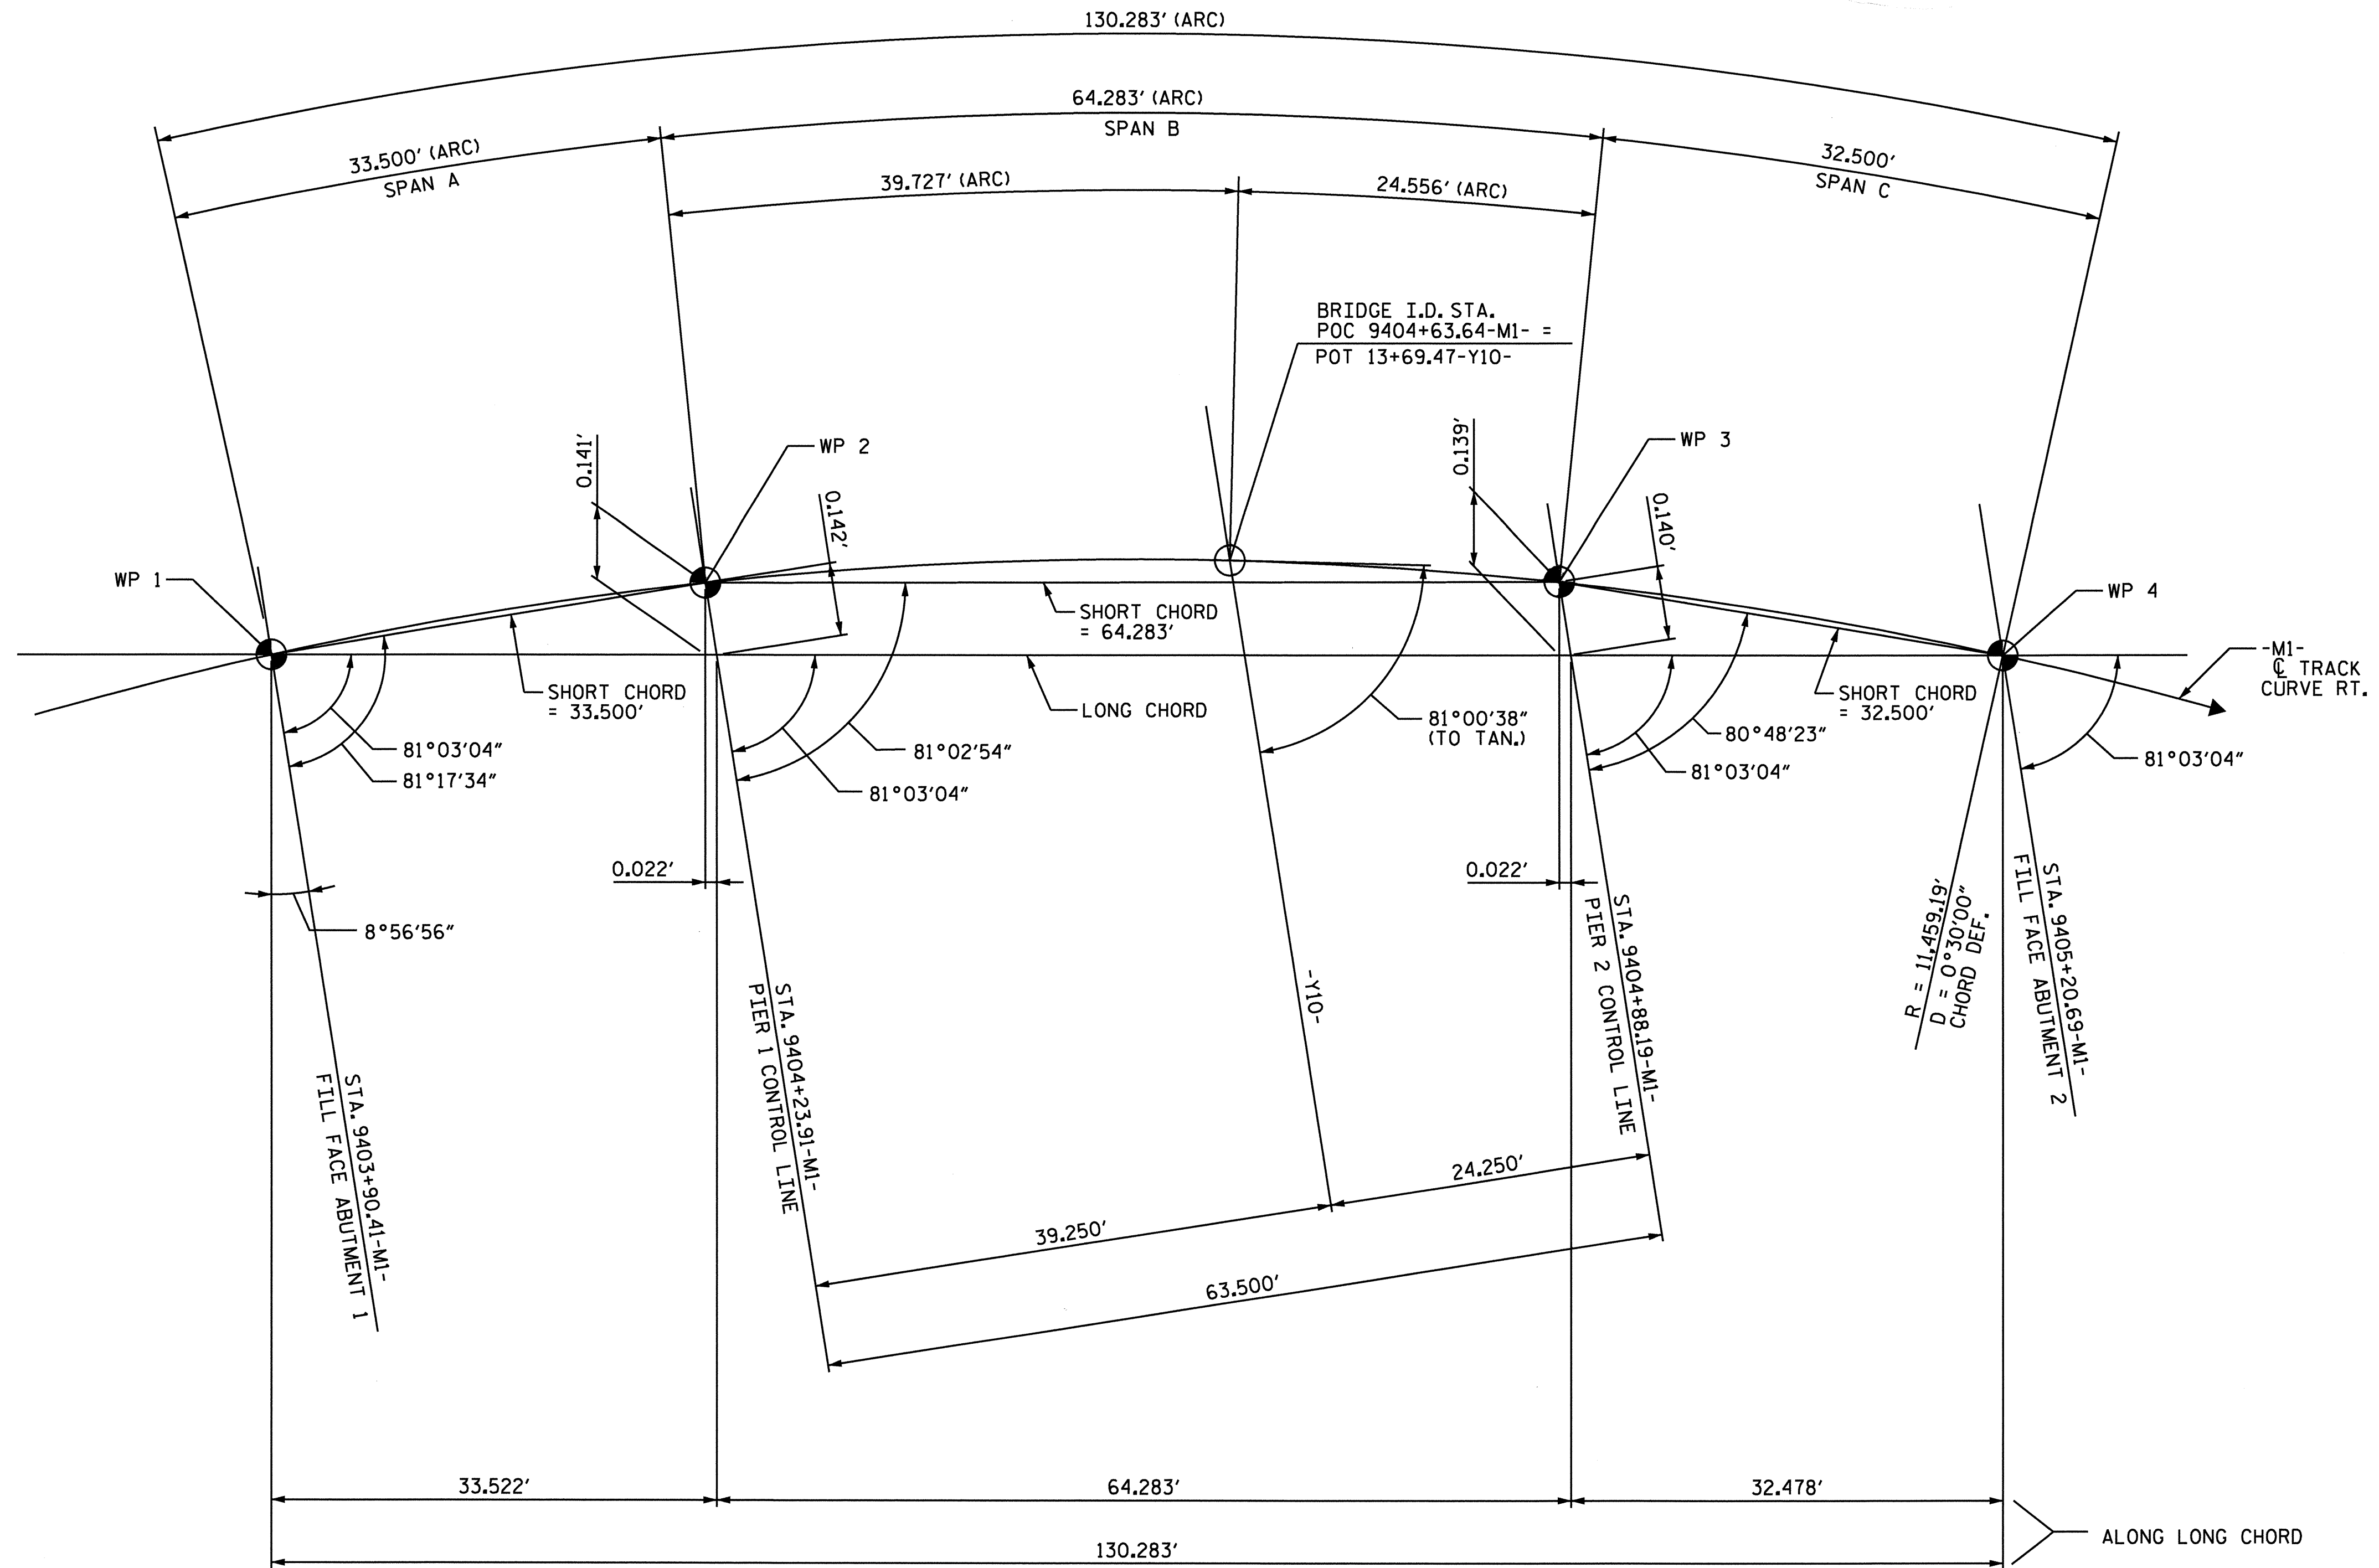 130.283′ (ARC)
64.283′ (ARC)
SPAN B
33.500′ (ARC)
SPAN A
32.500′
SPAN C
39.727′ (ARC)
24.556′ (ARC)
BRIDGE I.D. STA.
POC 9404+63.64-M1- =
POT 13+69.47-Y10-
0.141′
WP 2
0.142′
0.139′
WP 3
0.140′
WP 1
WP 4
SHORT CHORD
= 64.283′
-M1-
℄ TRACK
CURVE RT.
SHORT CHORD
= 33.500′
LONG CHORD
SHORT CHORD
= 32.500′
81°00′38″
(TO TAN.)
81°03′04″
81°17′34″
81°02′54″
81°03′04″
80°48′23″
81°03′04″
81°03′04″
0.022′
0.022′
8°56′56″
STA. 9403+90.41-M1-
FILL FACE ABUTMENT 1
STA. 9404+23.91-M1-
PIER 1 CONTROL LINE
-Y10-
STA. 9404+88.19-M1-
PIER 2 CONTROL LINE
R = 11,459.19′
D = 0°30′00″
CHORD DEF.
STA. 9405+20.69-M1-
FILL FACE ABUTMENT 2
39.250′
24.250′
63.500′
33.522′
64.283′
32.478′
130.283′
ALONG LONG CHORD